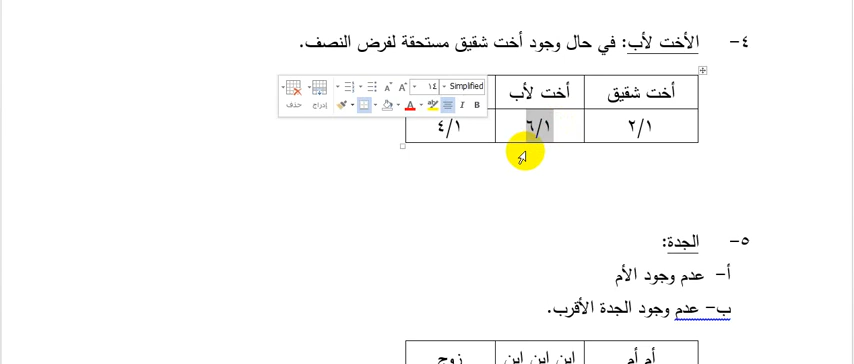 ٤- الأخت لأب: في حال وجود أخت شقيق مستحقة لفرض النصف.
Simplified ١٤ A A
B I ab A إدراج حذف
أخت شقيق أخت لأب
٢/١ ٦/١ ٤/١
٥- الجدة:
أ- عدم وجود الأم
ب- عدم وجود الجدة الأقرب.
أم أم ابن ابن ابن زوج